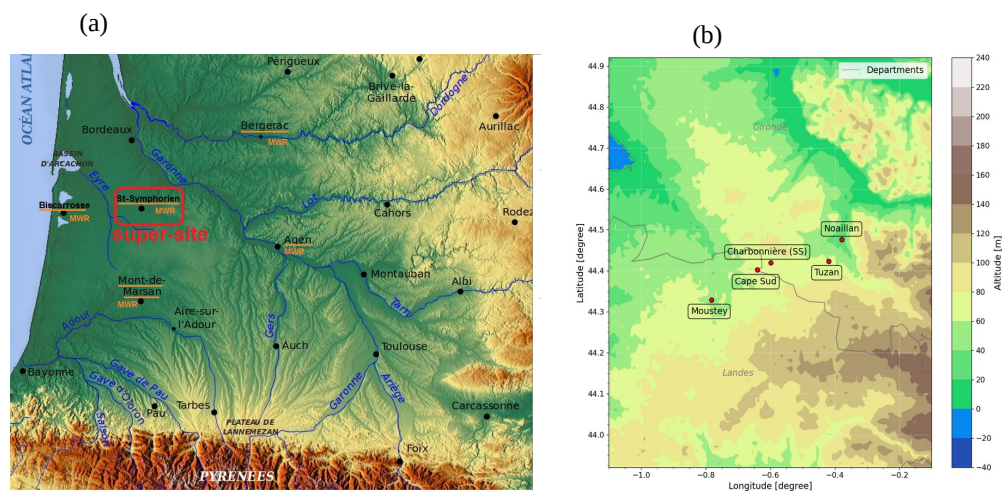 (a)
(b)
OCÉAN ATLAN
Périgueux
Brive-la-
Gaillarde
Dordogne
Aurillac
Bergerac
MWR
Bordeaux
BASSIN
D'ARCACHON
Garonne
Eyre
Biscarrosse
MWR
St-Symphorien
MWR
super-site
Lot
Cahors
Rodez
Agen
MWR
Montauban
Albi
Tarn
Mont-de-
Marsan
MWR
Aire-sur-
l'Adour
Adour
Gers
Auch
Toulouse
Bayonne
Gave de Pau
Gave d'Oloron
Saison
Pau
Tarbes
PLATEAU DE
LANNEMEZAN
Garonne
Arriège
Carcassonne
Foix
PYRÉNÉES
Departments
Gironde
Noaillan
Charbonnière (SS)
Cape Sud
Tuzan
Moustey
Landes
44.9
44.8
44.7
44.6
44.5
44.4
44.3
44.2
44.1
44.0
Latitude [degree]
−1.0
−0.8
−0.6
−0.4
−0.2
Longitude [degree]
240
220
200
180
160
140
120
100
80
60
40
20
0
−20
−40
Altitude [m]